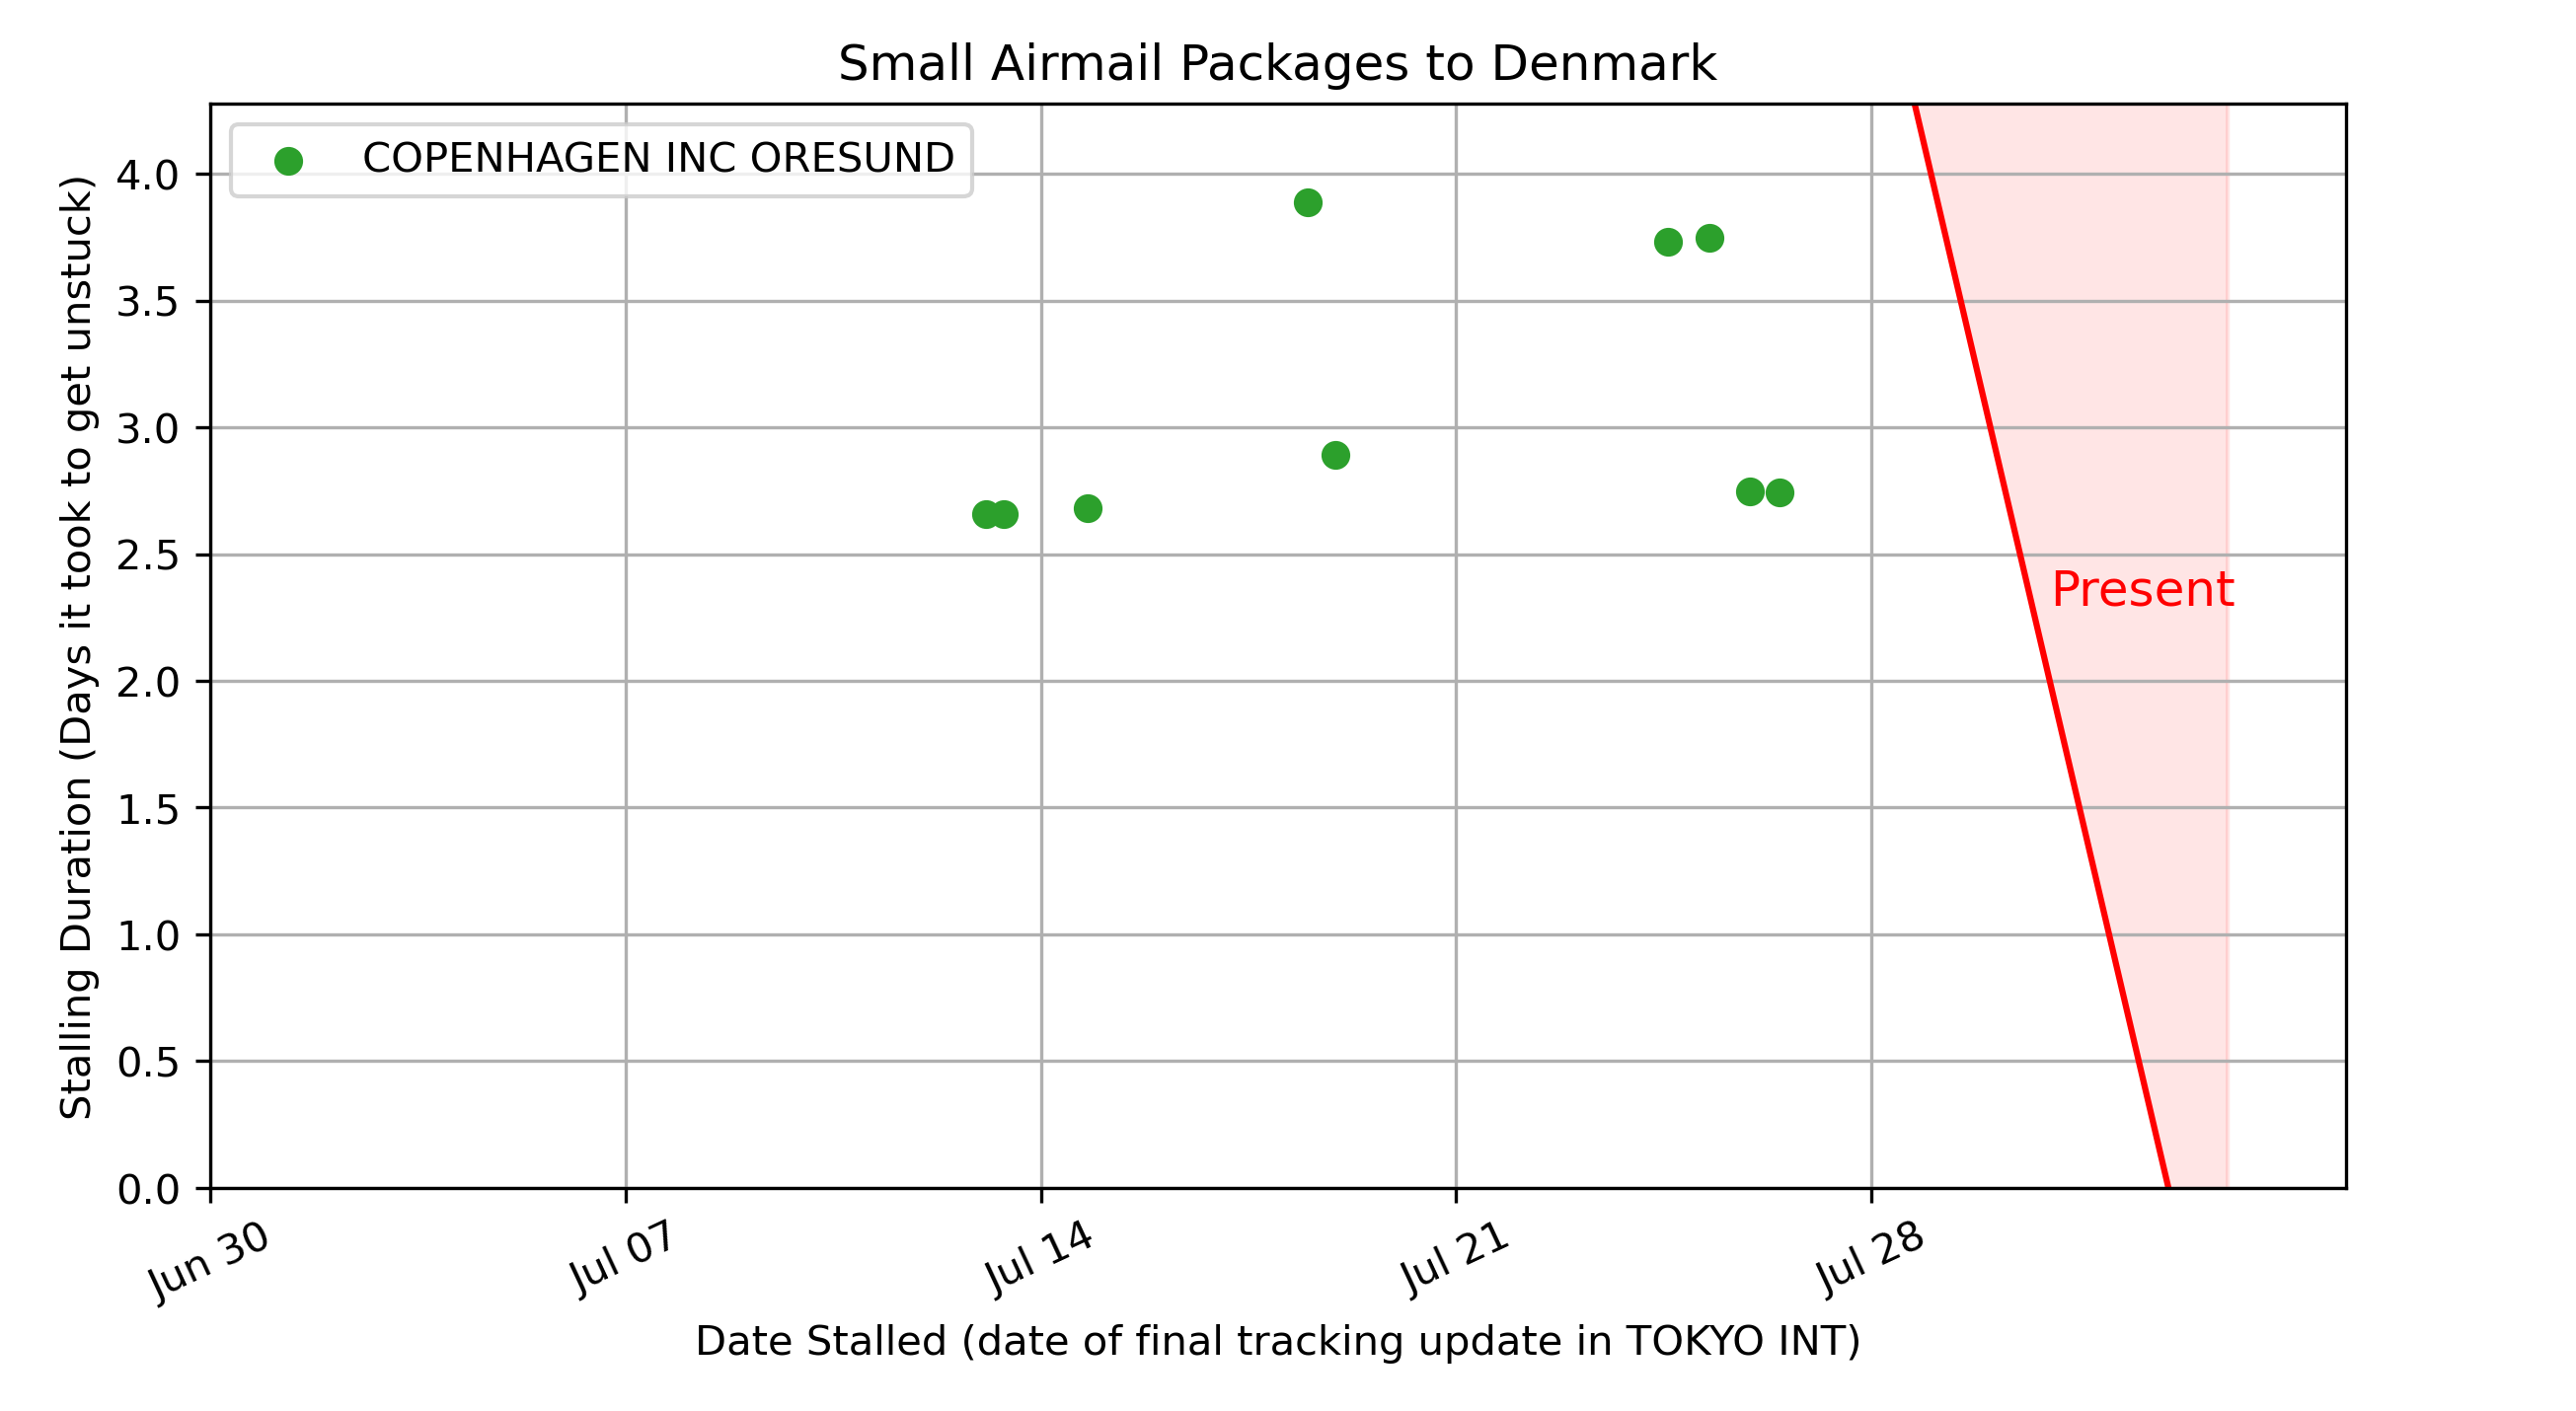 Small Airmail Packages to Denmark
COPENHAGEN INC ORESUND
Stalling Duration (Days it took to get unstuck)
4.0
3.5
3.0
2.5
2.0
1.5
1.0
0.5
0.0
Present
Jun 30
Jul 07
Jul 14
Jul 21
Jul 28
Date Stalled (date of final tracking update in TOKYO INT)